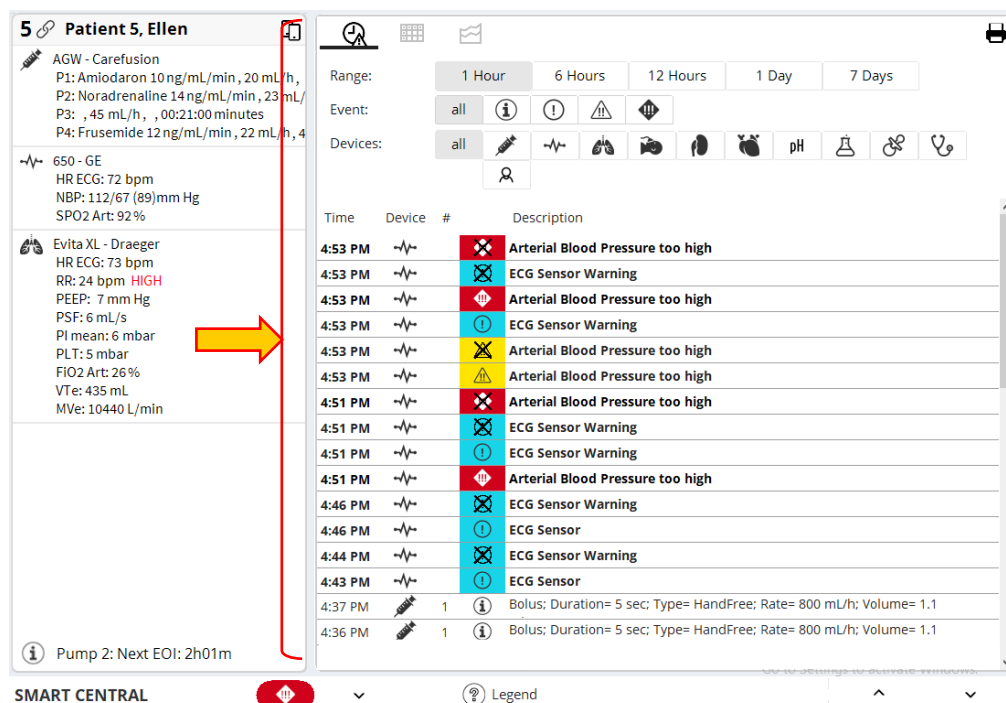 5 Patient 5, Ellen
AGW - Carefusion
P1: Amiodaron 10 ng/mL/min , 20 mL/h ,
P2: Noradrenaline 14 ng/mL/min , 23 mL/
P3: , 45 mL/h , , 00:21:00 minutes
P4: Frusemide 12 ng/mL/min , 22 mL/h , 4
650 - GE
HR ECG: 72 bpm
NBP: 112/67 (89)mm Hg
SPO2 Art: 92 %
Evita XL - Draeger
HR ECG: 73 bpm
RR: 24 bpm HIGH
PEEP: 7 mm Hg
PSF: 6 mL/s
PI mean: 6 mbar
PLT: 5 mbar
FiO2 Art: 26 %
VTe: 435 mL
MVe: 10440 L/min
Pump 2: Next EOI: 2h01m
Range: 1 Hour 6 Hours 12 Hours 1 Day 7 Days
Event: all
Devices: all pH
Time Device # Description
4:53 PM Arterial Blood Pressure too high
4:53 PM ECG Sensor Warning
4:53 PM !!! Arterial Blood Pressure too high
4:53 PM ! ECG Sensor Warning
4:53 PM Arterial Blood Pressure too high
4:53 PM !! Arterial Blood Pressure too high
4:51 PM Arterial Blood Pressure too high
4:51 PM ECG Sensor Warning
4:51 PM ! ECG Sensor Warning
4:51 PM !!! Arterial Blood Pressure too high
4:46 PM ECG Sensor Warning
4:46 PM ! ECG Sensor
4:44 PM ECG Sensor Warning
4:43 PM ! ECG Sensor
4:37 PM 1 i Bolus; Duration= 5 sec; Type= HandFree; Rate= 800 mL/h; Volume= 1.1
4:36 PM 1 i Bolus; Duration= 5 sec; Type= HandFree; Rate= 800 mL/h; Volume= 1.1
Go to Settings to activate Windows.
SMART CENTRAL !!! ? Legend